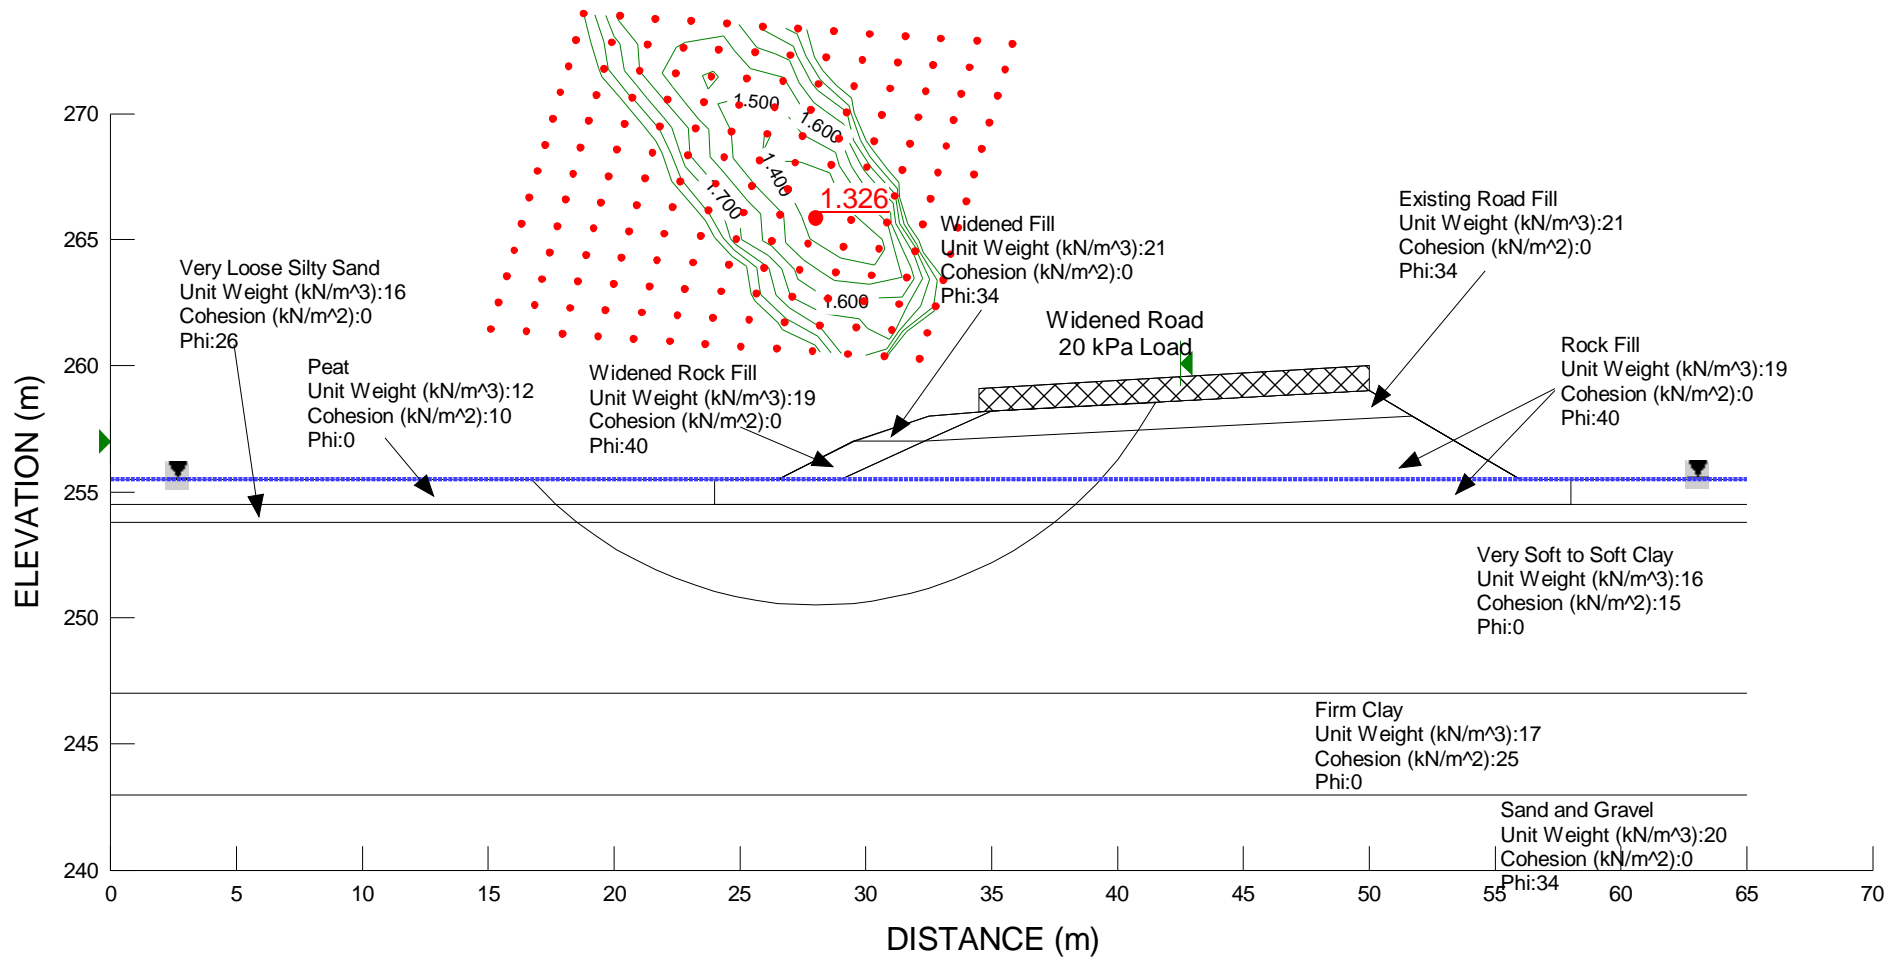 1.500
1.600
1.400
1.700
1.326
1.600
Very Loose Silty Sand
Unit Weight (kN/m^3):16
Cohesion (kN/m^2):0
Phi:26
Peat
Unit Weight (kN/m^3):12
Cohesion (kN/m^2):10
Phi:0
Widened Rock Fill
Unit Weight (kN/m^3):19
Cohesion (kN/m^2):0
Phi:40
Widened Fill
Unit Weight (kN/m^3):21
Cohesion (kN/m^2):0
Phi:34
Widened Road
20 kPa Load
Existing Road Fill
Unit Weight (kN/m^3):21
Cohesion (kN/m^2):0
Phi:34
Rock Fill
Unit Weight (kN/m^3):19
Cohesion (kN/m^2):0
Phi:40
Very Soft to Soft Clay
Unit Weight (kN/m^3):16
Cohesion (kN/m^2):15
Phi:0
Firm Clay
Unit Weight (kN/m^3):17
Cohesion (kN/m^2):25
Phi:0
Sand and Gravel
Unit Weight (kN/m^3):20
Cohesion (kN/m^2):0
Phi:34
ELEVATION (m)
270
265
260
255
250
245
240
0 5 10 15 20 25 30 35 40 45 50 55 60 65 70
DISTANCE (m)